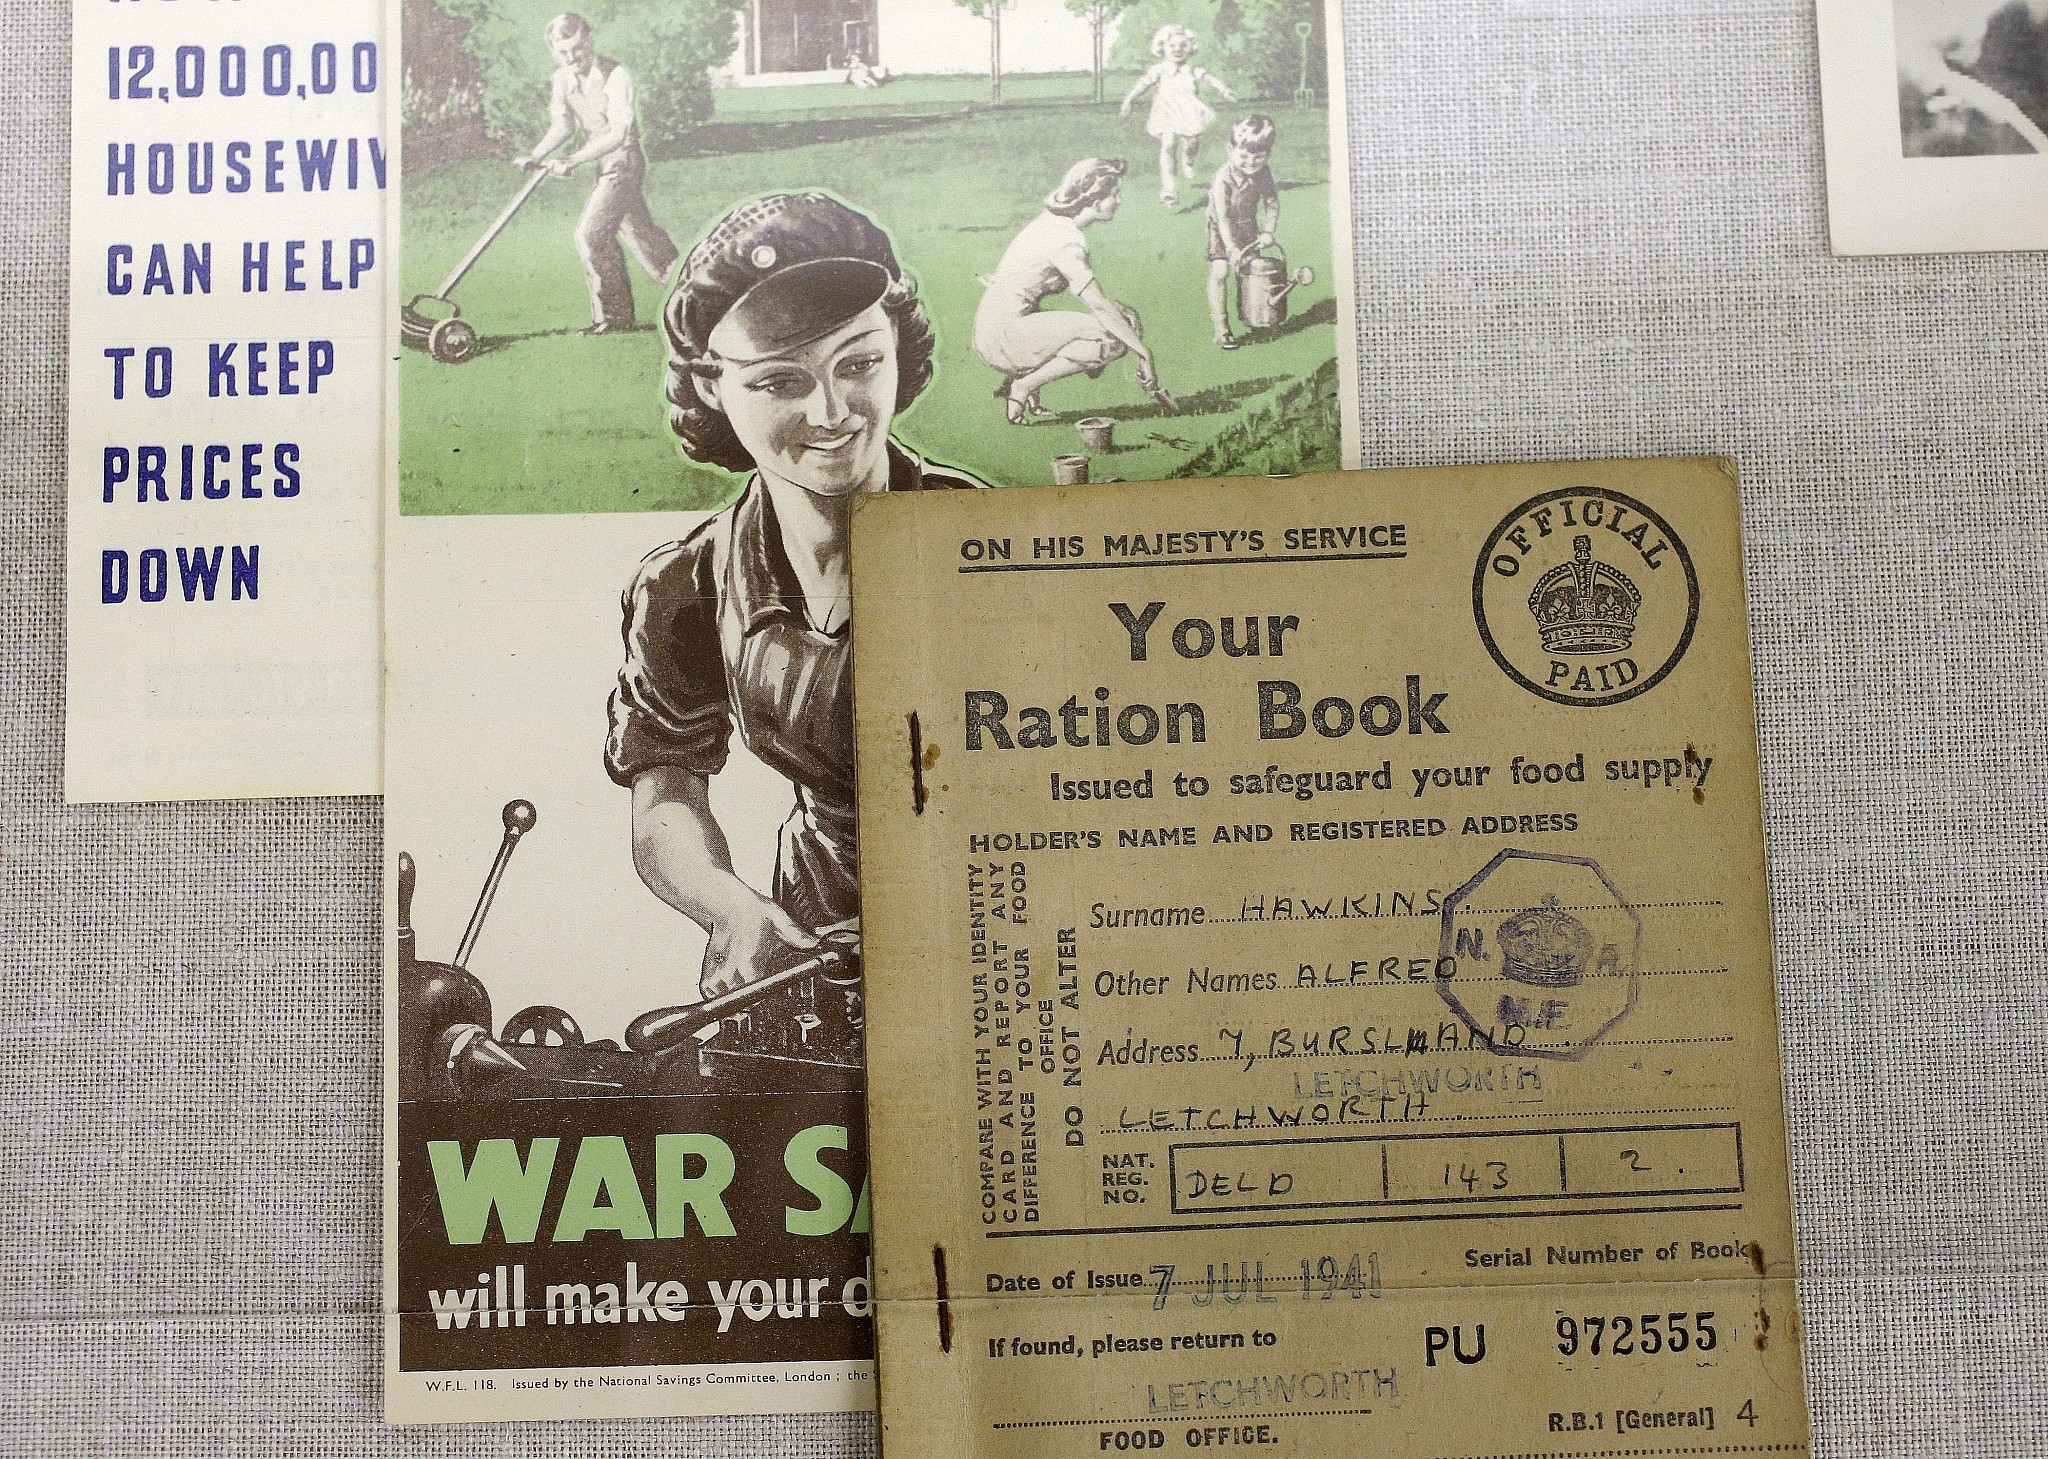 12,000,00
HOUSEWIV
CAN HELP
TO KEEP
PRICES
DOWN
WAR SA
will make your d
W.F.L. 118. Issued by the National Savings Committee, London ; the
ON HIS MAJESTY'S SERVICE
OFFICIAL
PAID
Your
Ration Book
Issued to safeguard your food supply
HOLDER'S NAME AND REGISTERED ADDRESS
COMPARE WITH YOUR IDENTITY
CARD AND REPORT ANY
DIFFERENCE TO YOUR FOOD
OFFICE
DO NOT ALTER
Surname HAWKINS.
Other Names ALFRED
N. R.
N.F.
Address 7, BURSLAND.
LETCHWORTH
LETCHWORTH.
NAT.
REG.
NO.
DELD 143 2.
Date of Issue 7 JUL 1941
Serial Number of Book
If found, please return to
PU 972555
LETCHWORTH
FOOD OFFICE.
R.B.1 [General] 4